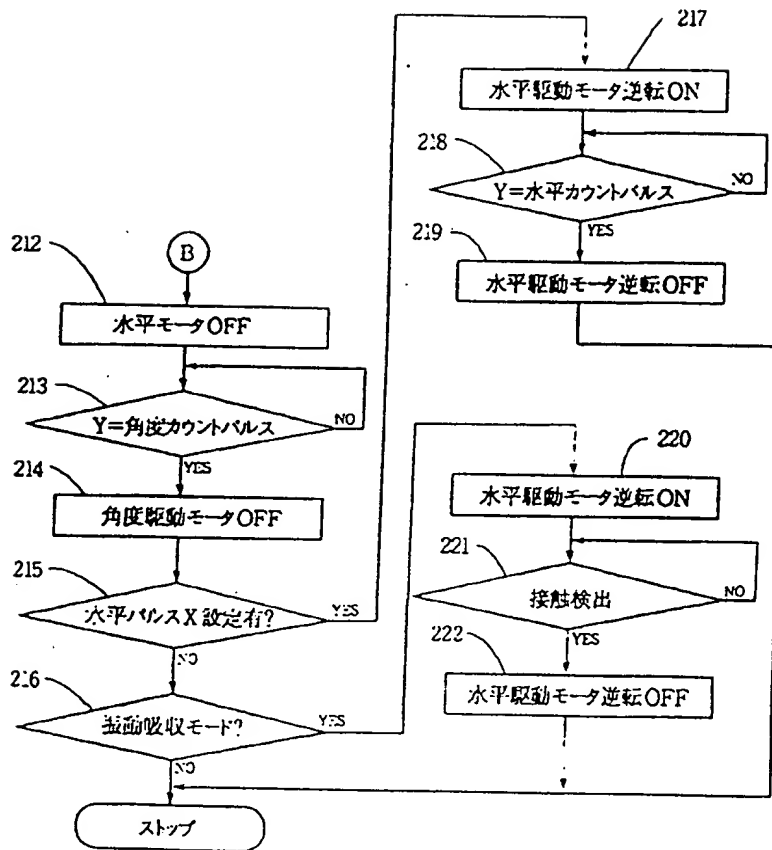 B
212
水平モータOFF
213
Y=角度カウントパルス
NO
YES
214
角度駆動モータOFF
215
水平パルスX設定有?
YES
NO
216
振動吸収モード?
YES
NO
ストップ
217
水平駆動モータ逆転ON
218
Y=水平カウントパルス
NO
YES
219
水平駆動モータ逆転OFF
220
水平駆動モータ逆転ON
221
接触検出
NO
YES
222
水平駆動モータ逆転OFF